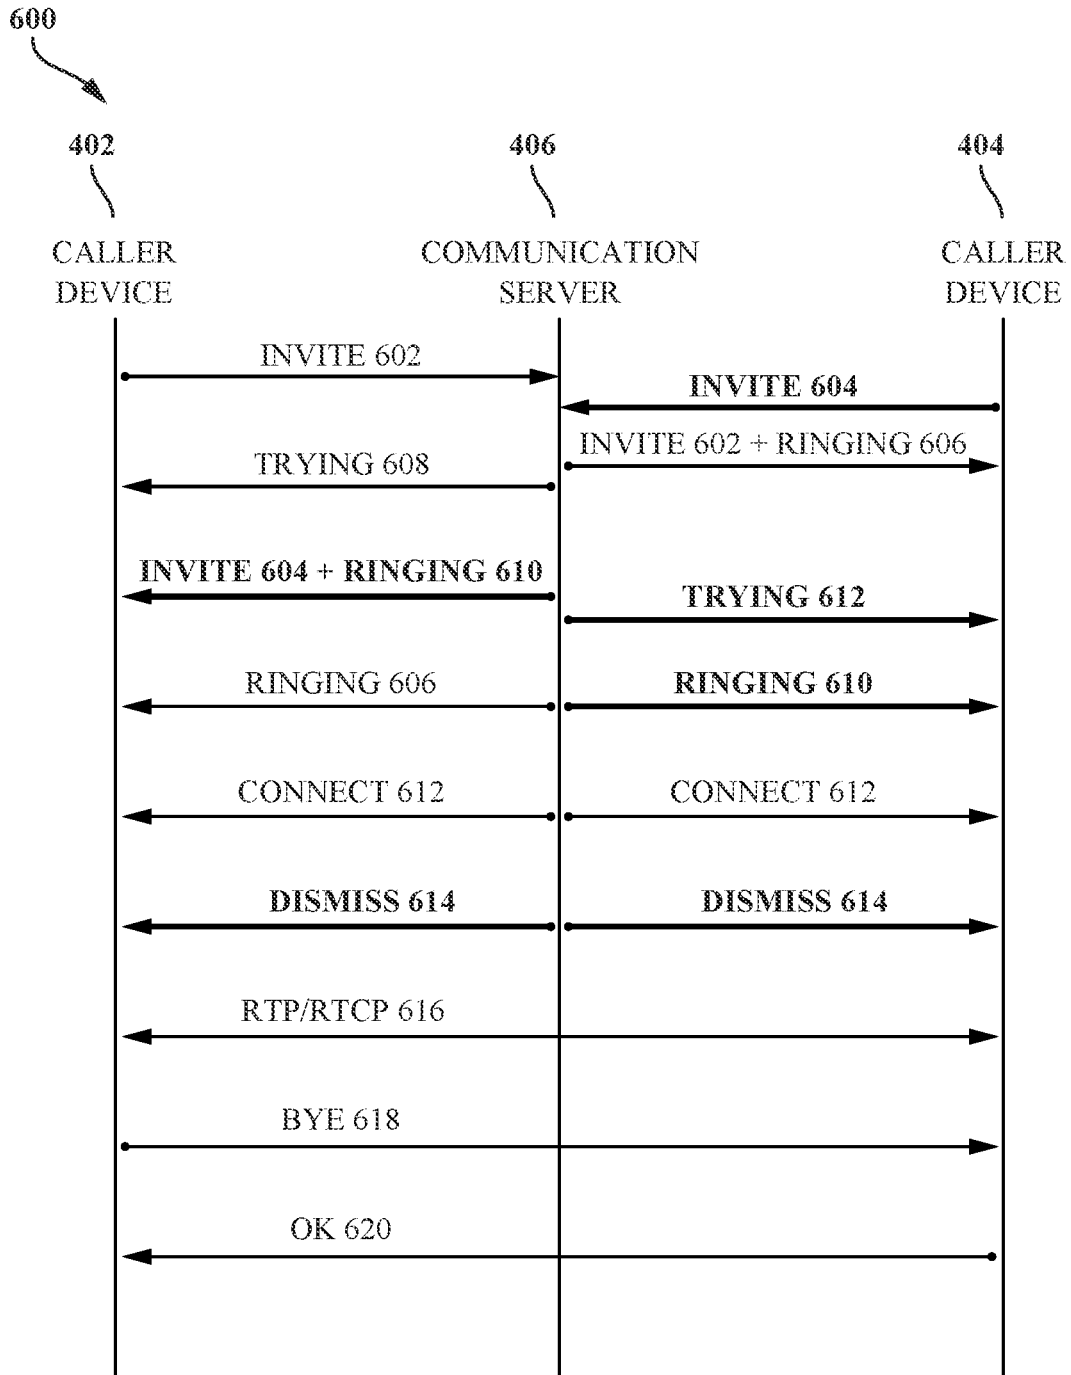 600
402
406
404
CALLER
DEVICE
COMMUNICATION
SERVER
CALLER
DEVICE
INVITE 602
INVITE 604
INVITE 602 + RINGING 606
TRYING 608
INVITE 604 + RINGING 610
TRYING 612
RINGING 606
RINGING 610
CONNECT 612
CONNECT 612
DISMISS 614
DISMISS 614
RTP/RTCP 616
BYE 618
OK 620